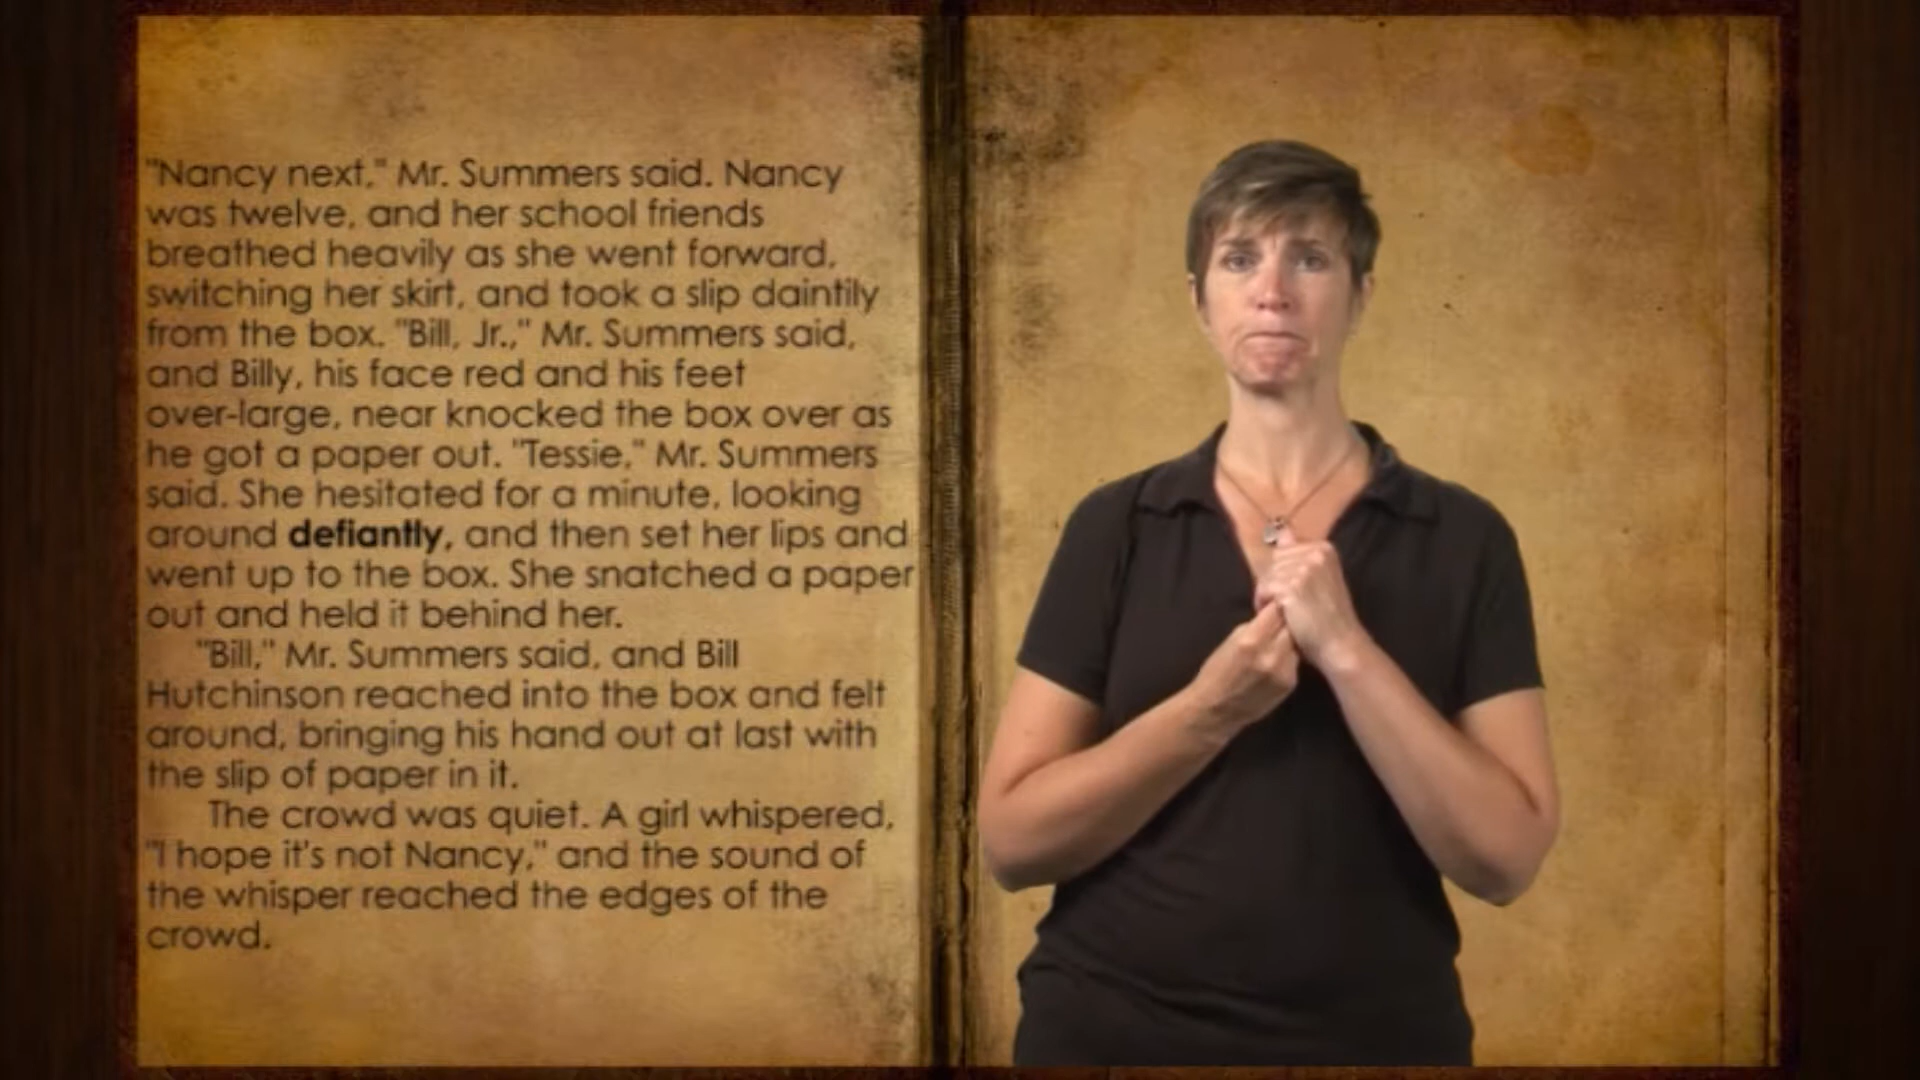 "Nancy next," Mr. Summers said. Nancy
was twelve, and her school friends
breathed heavily as she went forward,
switching her skirt, and took a slip daintily
from the box. "Bill, Jr.," Mr. Summers said,
and Billy, his face red and his feet
over-large, near knocked the box over as
he got a paper out. "Tessie," Mr. Summers
said. She hesitated for a minute, looking
around defiantly, and then set her lips and
went up to the box. She snatched a paper
out and held it behind her.
"Bill," Mr. Summers said, and Bill
Hutchinson reached into the box and felt
around, bringing his hand out at last with
the slip of paper in it.
The crowd was quiet. A girl whispered,
"I hope it's not Nancy," and the sound of
the whisper reached the edges of the
crowd.